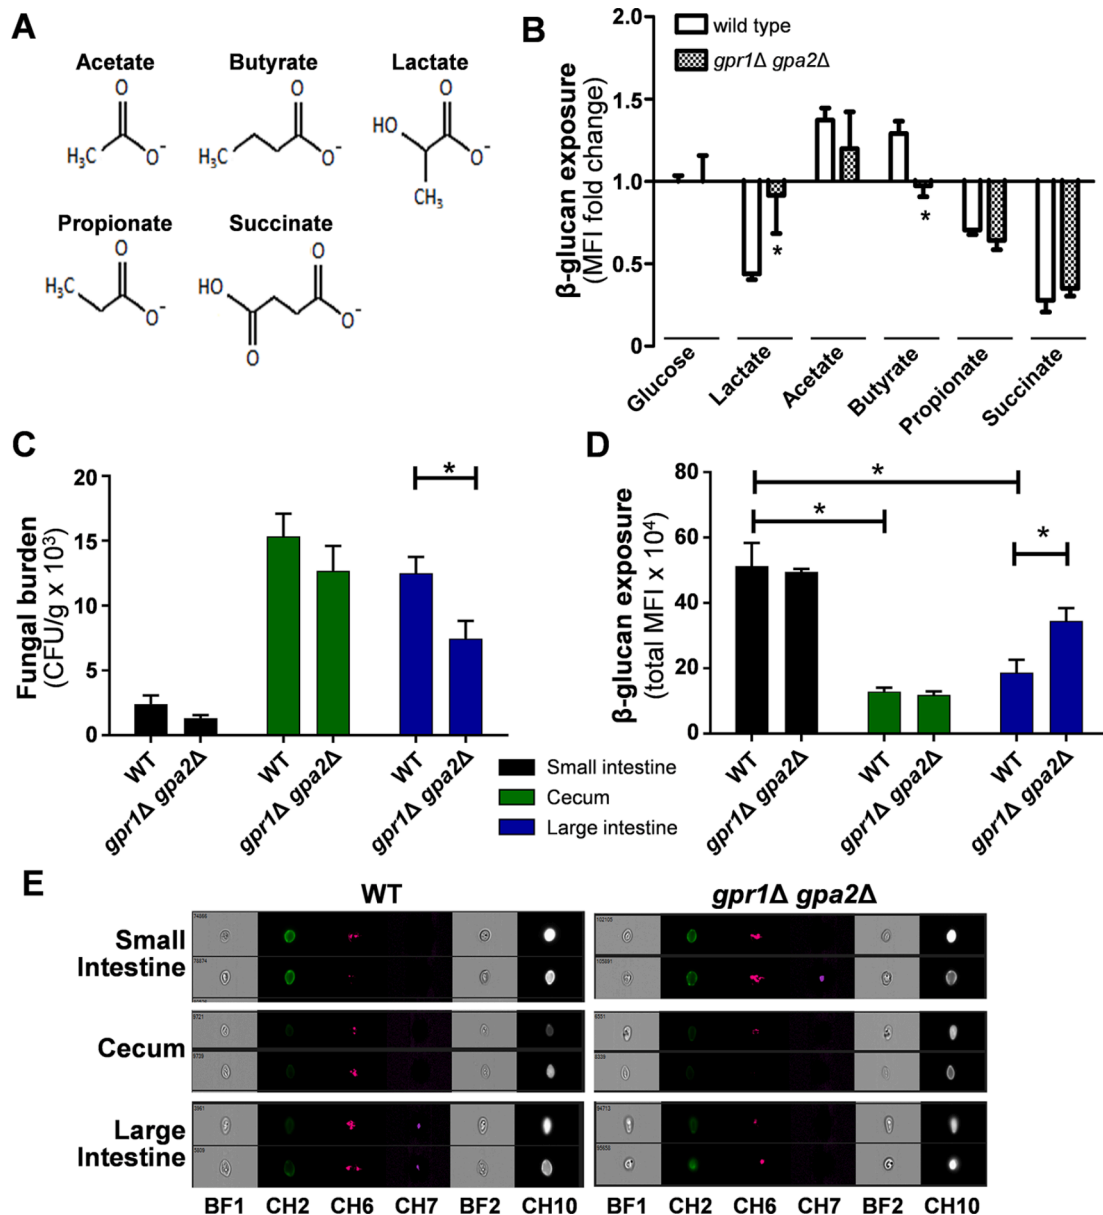 A
Acetate
Butyrate
Lactate
O
H₃C
O⁻
O
H₃C
O⁻
HO
O
O⁻
CH₃
Propionate
Succinate
O
H₃C
O⁻
HO
O
O
O⁻
B
β-glucan exposure
(MFI fold change)
2.0
1.5
1.0
0.5
0
wild type
gpr1Δ gpa2Δ
*
*
Glucose
Lactate
Acetate
Butyrate
Propionate
Succinate
C
Fungal burden
(CFU/g x 10³)
20
15
10
5
0
*
WT
gpr1Δ gpa2Δ
WT
gpr1Δ gpa2Δ
WT
gpr1Δ gpa2Δ
D
β-glucan exposure
(total MFI x 10⁴)
80
60
40
20
0
*
*
*
WT
gpr1Δ gpa2Δ
WT
gpr1Δ gpa2Δ
WT
gpr1Δ gpa2Δ
Small intestine
Cecum
Large intestine
E
WT
gpr1Δ gpa2Δ
Small
Intestine
Cecum
Large
Intestine
BF1 CH2 CH6 CH7 BF2 CH10
BF1 CH2 CH6 CH7 BF2 CH10